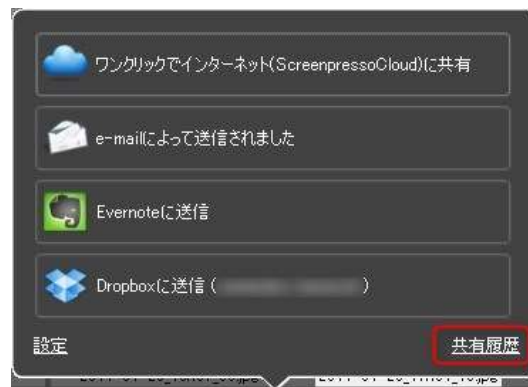 ワンクリックでインターネット(ScreenpressoCloud)に共有
e-mailによって送信されました
Evernoteに送信
Dropboxに送信 ( )
設定 共有履歴